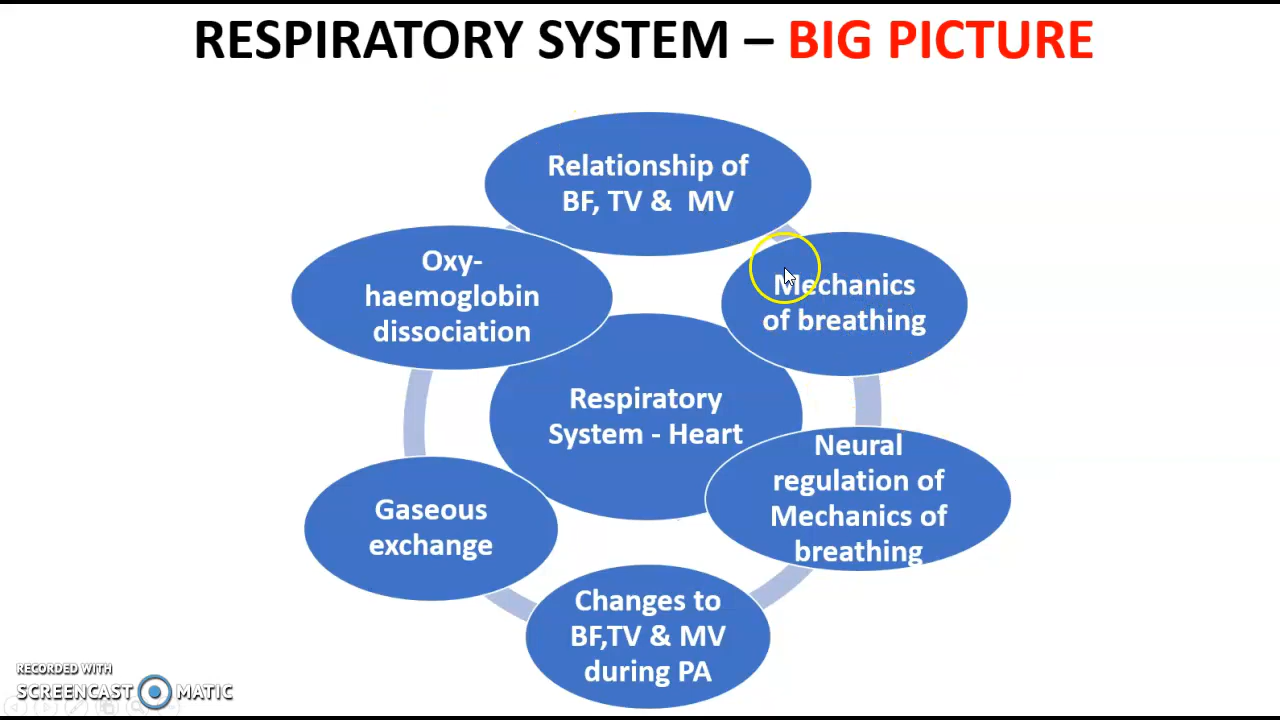 RESPIRATORY SYSTEM – BIG PICTURE
Relationship of
BF, TV & MV
Mechanics
of breathing
Neural
regulation of
Mechanics of
breathing
Changes to
BF,TV & MV
during PA
Gaseous
exchange
Oxy-
haemoglobin
dissociation
Respiratory
System - Heart
RECORDED WITH
SCREENCAST MATIC